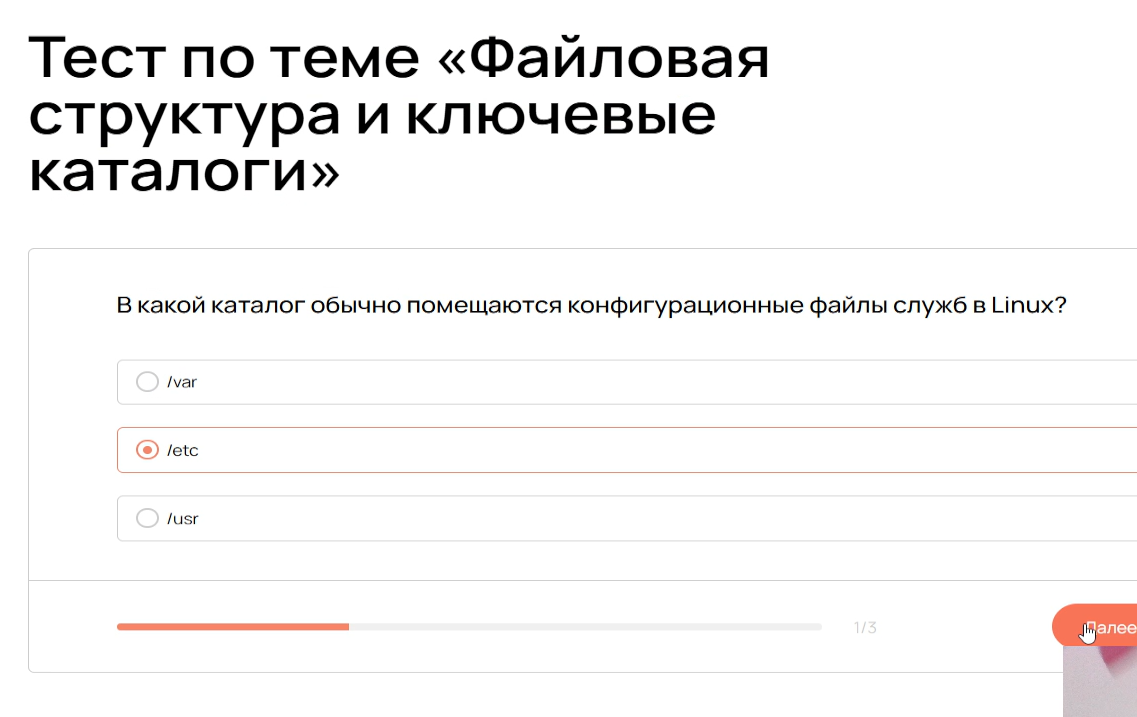 Тест по теме «Файловая
структура и ключевые
каталоги»
В какой каталог обычно помещаются конфигурационные файлы служб в Linux?
/var
/etc
/usr
1/3
Далее